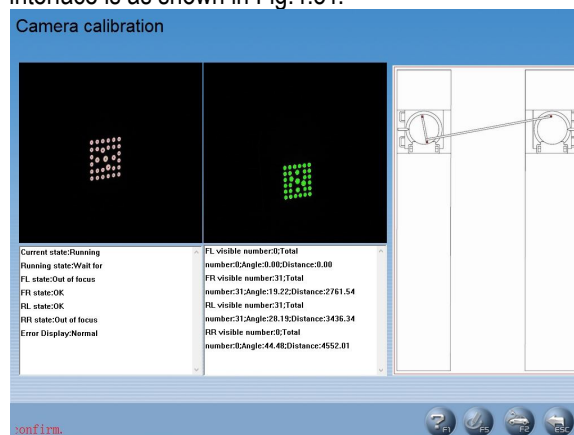 interface is as shown in Fig.4.51.
Camera calibration
Current state:Running
Running state:Wait for
FL state:Out of focus
FR state:OK
RL state:OK
RR state:Out of focus
Error Display:Normal
FL visible number:0;Total
number:0;Angle:0.00;Distance:0.00
FR visible number:31;Total
number:31;Angle:19.22;Distance:2761.54
RL visible number:31;Total
number:31;Angle:28.19;Distance:3436.34
RR visible number:0;Total
number:0;Angle:44.48;Distance:4552.01
confirm.
F1
F5
F2
ESC